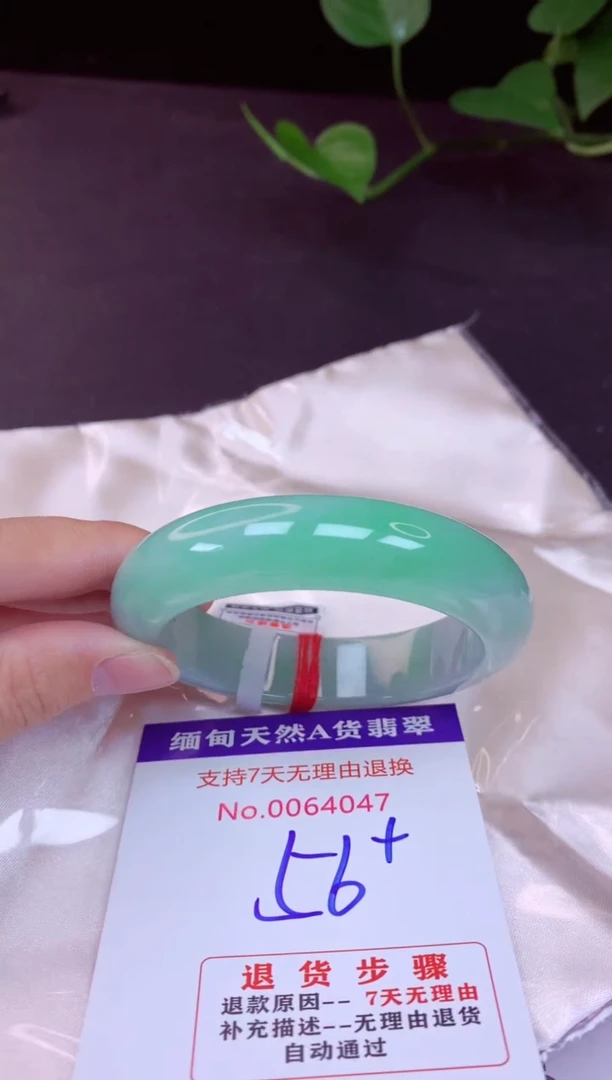 缅甸天然A货翡翠
支持7天无理由退换
No.0064047
56+
退货步骤
退款原因--7天无理由
补充描述--无理由退货
自动通过